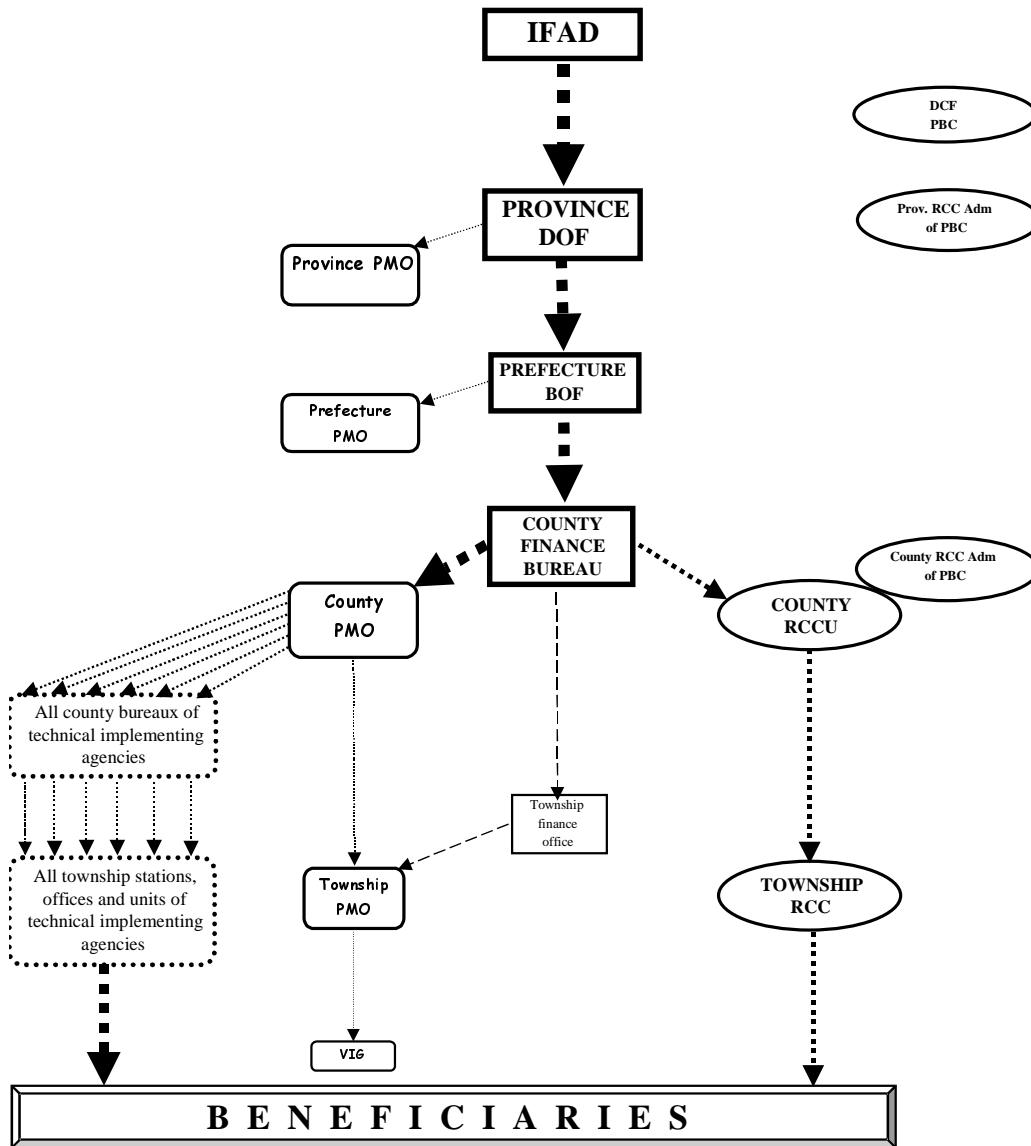 IFAD
DCF
PBC
PROVINCE
DOF
Prov. RCC Adm
of PBC
Province PMO
PREFECTURE
BOF
Prefecture
PMO
COUNTY
FINANCE
BUREAU
County RCC Adm
of PBC
County
PMO
COUNTY
RCCU
All county bureaux of
technical implementing
agencies
Township
finance
office
All township stations,
offices and units of
technical implementing
agencies
Township
PMO
TOWNSHIP
RCC
VIG
BENEFICIARIES